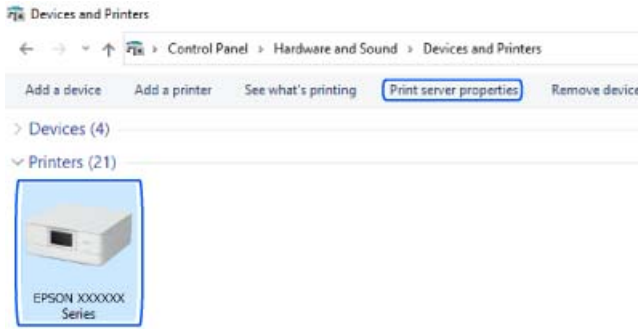 Devices and Printers
Control Panel > Hardware and Sound > Devices and Printers
Add a device Add a printer See what's printing Print server properties Remove device
Devices (4)
Printers (21)
EPSON XXXXXX
Series